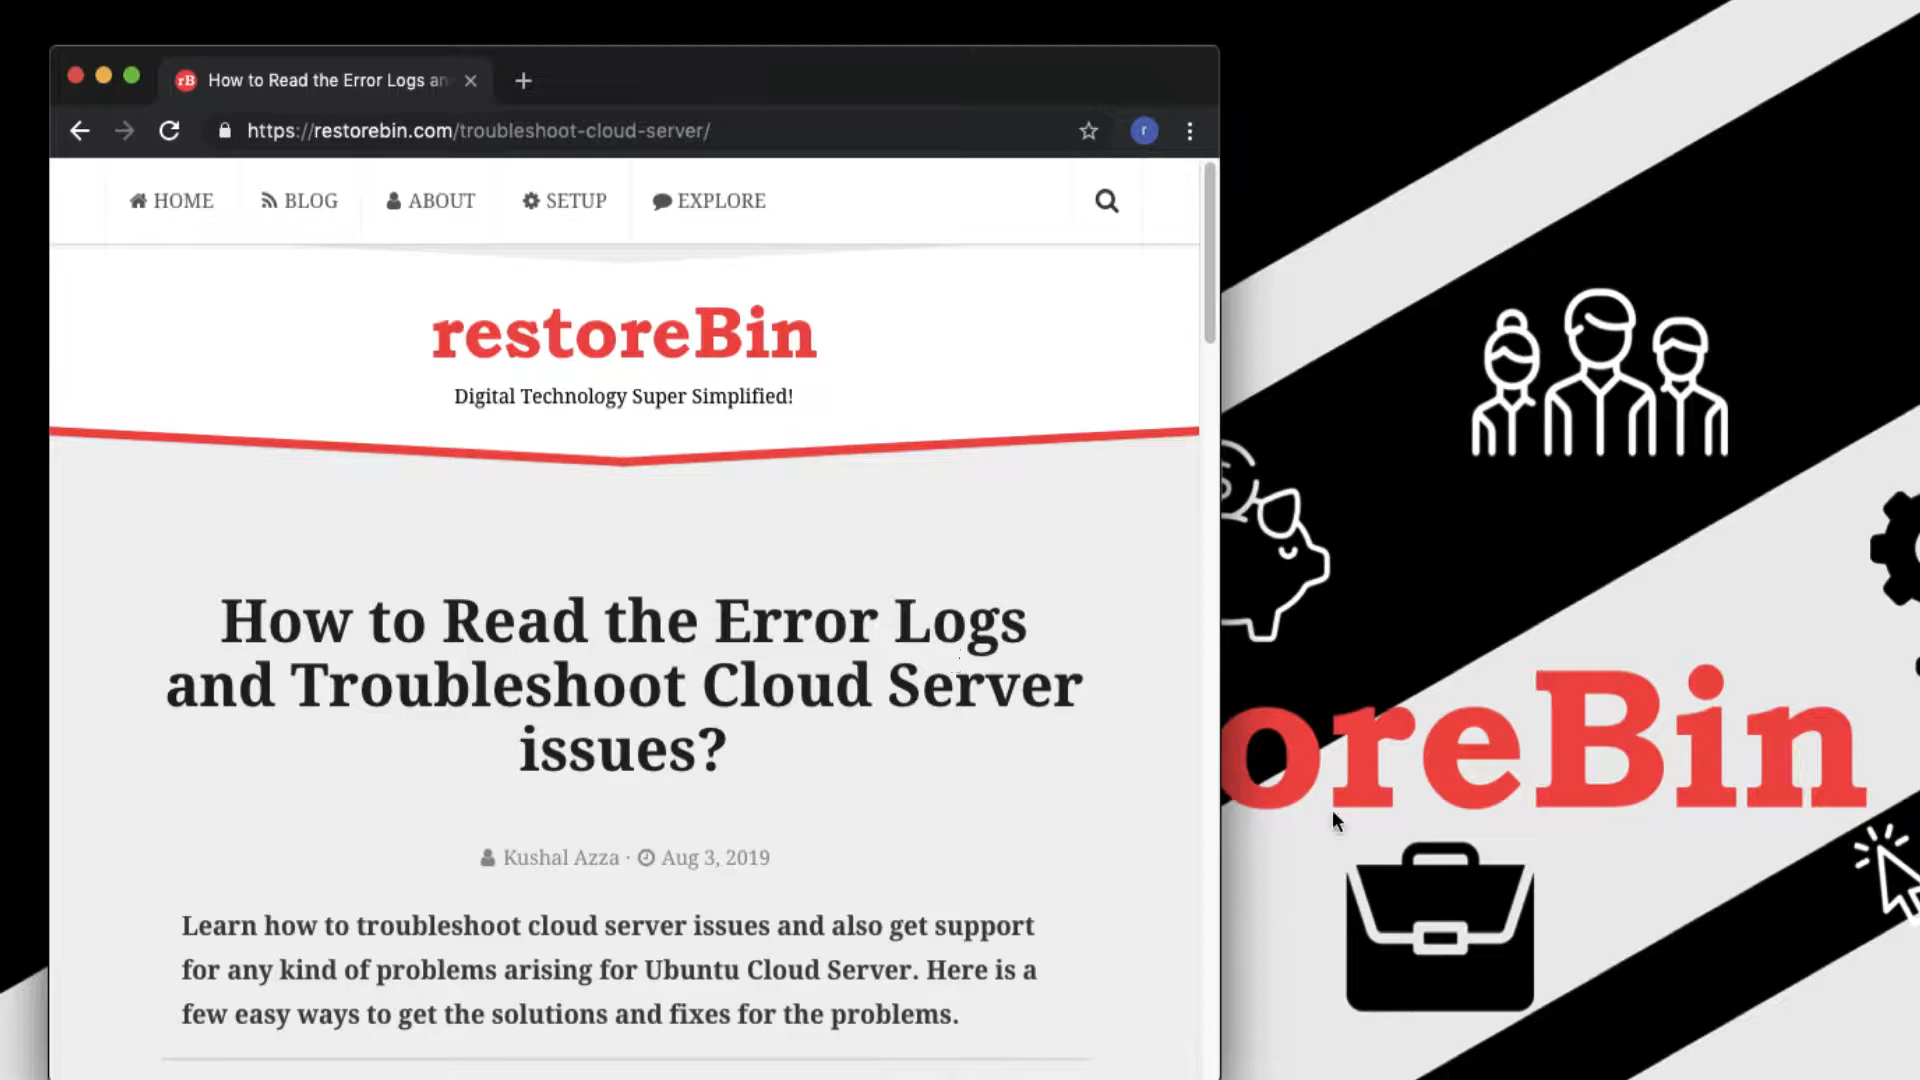 How to Read the Error Logs an
https://restorebin.com/troubleshoot-cloud-server/
r
HOME
BLOG
ABOUT
SETUP
EXPLORE
restoreBin
Digital Technology Super Simplified!
How to Read the Error Logs
and Troubleshoot Cloud Server
issues?
Kushal Azza · Aug 3, 2019
Learn how to troubleshoot cloud server issues and also get support
for any kind of problems arising for Ubuntu Cloud Server. Here is a
few easy ways to get the solutions and fixes for the problems.
rB
oreBin